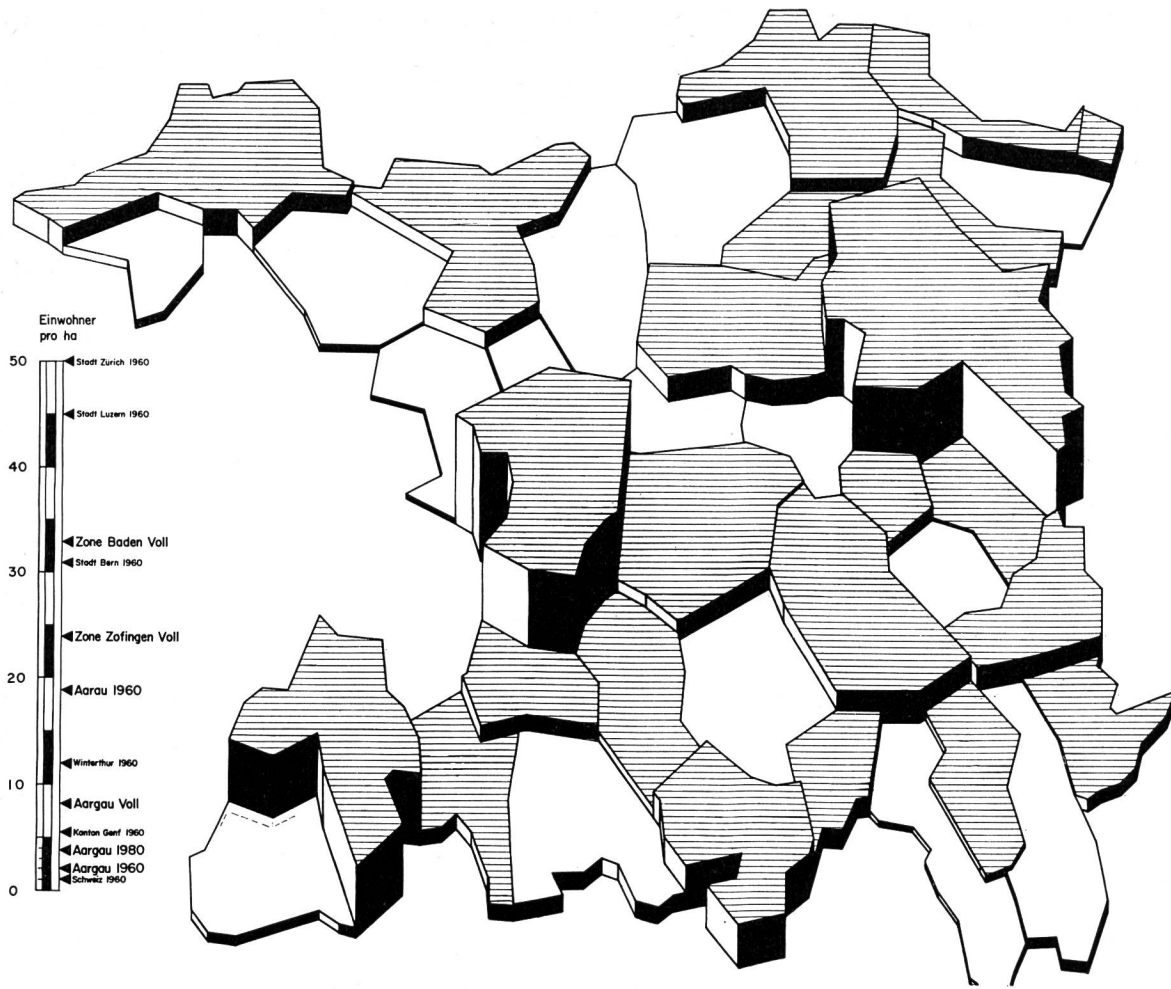 Einwohner
pro ha
50
Stadt Zürich 1960
Stadt Luzern 1960
40
Zone Baden Voll
Stadt Bern 1960
30
Zone Zofingen Voll
20
Aarau 1960
Winterthur 1960
10
Aargau Voll
Kanton Genf 1960
Aargau 1980
Aargau 1960
Schweiz 1960
0